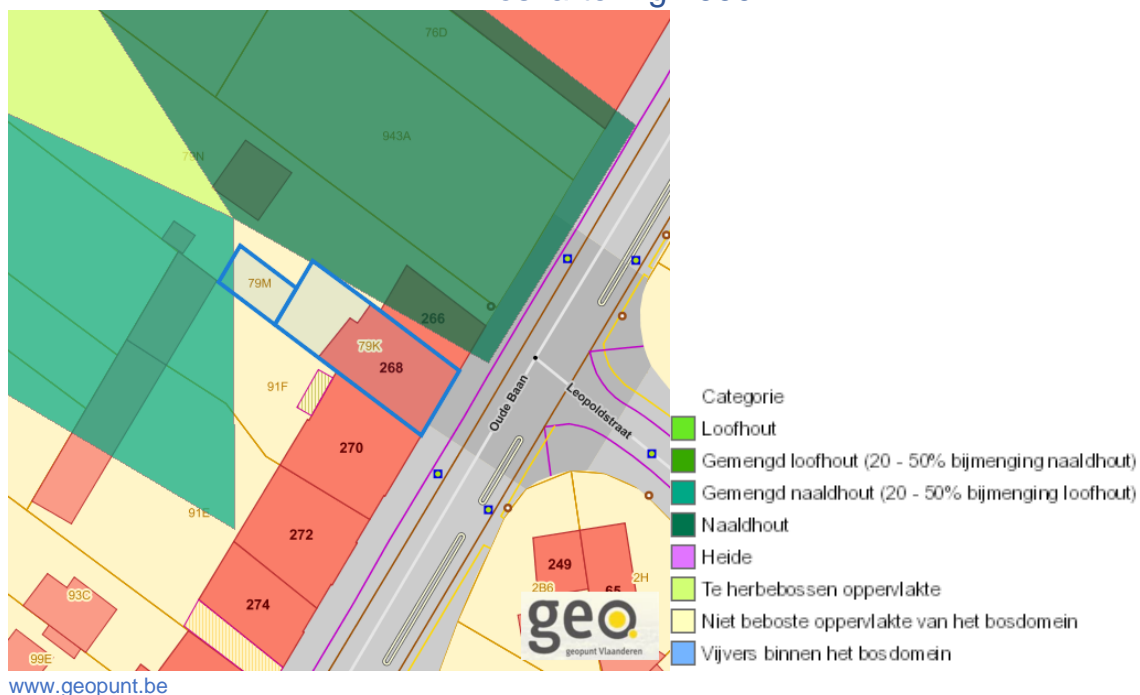 76D
943A
79N
79M
266
79K
268
91F
Oude Baan
Leopoldstraat
270
91E
272
249
2B6
65
2H
93C
274
99E
geo.
geopunt Vlaanderen
Categorie
Loofhout
Gemengd loofhout (20 - 50% bijmenging naaldhout)
Gemengd naaldhout (20 - 50% bijmenging loofhout)
Naaldhout
Heide
Te herbebossen oppervlakte
Niet beboste oppervlakte van het bosdomein
Vijvers binnen het bosdomein
www.geopunt.be